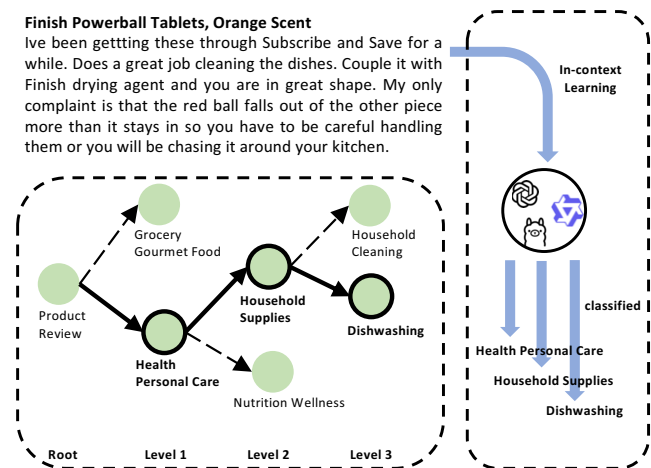 Finish Powerball Tablets, Orange Scent
Ive been gettting these through Subscribe and Save for a
while. Does a great job cleaning the dishes. Couple it with
Finish drying agent and you are in great shape. My only
complaint is that the red ball falls out of the other piece
more than it stays in so you have to be careful handling
them or you will be chasing it around your kitchen.
In-context
Learning
Grocery
Gourmet Food
Household
Cleaning
Product
Review
Household
Supplies
Dishwashing
Health
Personal Care
Nutrition Wellness
classified
Health Personal Care
Household Supplies
Dishwashing
Root
Level 1
Level 2
Level 3